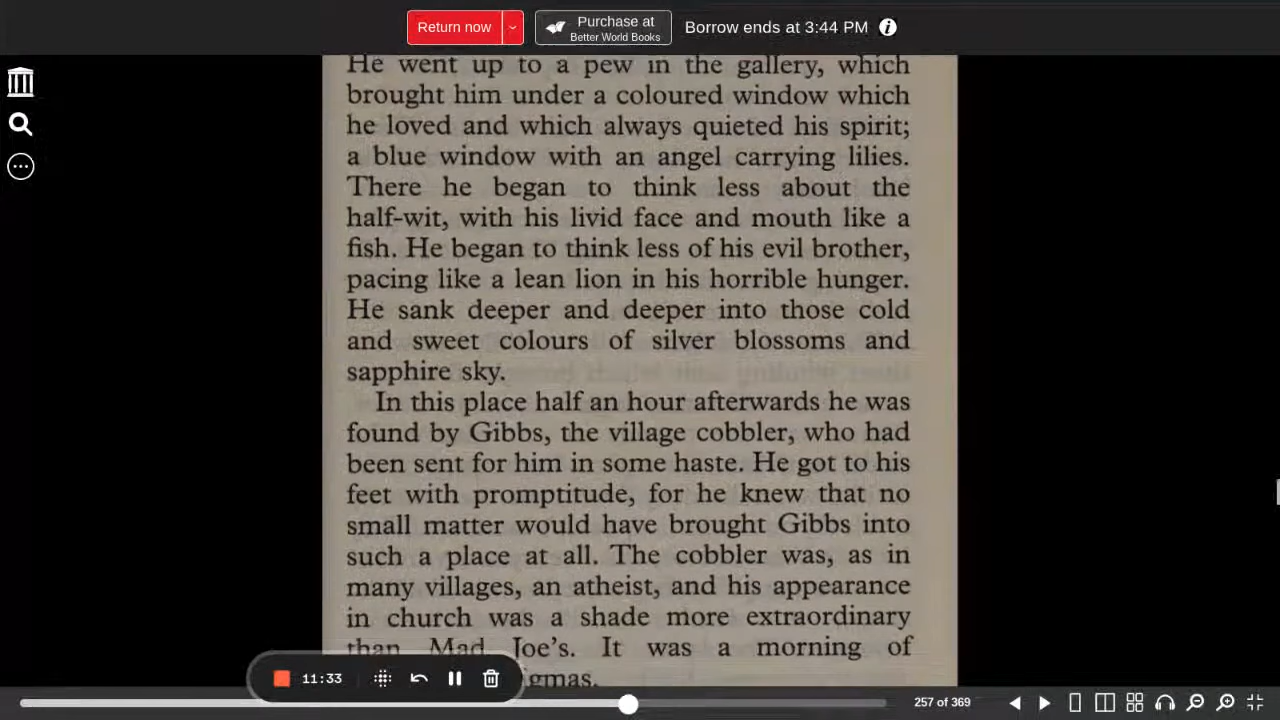 Return now
Purchase at
Better World Books
Borrow ends at 3:44 PM
He went up to a pew in the gallery, which
brought him under a coloured window which
he loved and which always quieted his spirit;
a blue window with an angel carrying lilies.
There he began to think less about the
half-wit, with his livid face and mouth like a
fish. He began to think less of his evil brother,
pacing like a lean lion in his horrible hunger.
He sank deeper and deeper into those cold
and sweet colours of silver blossoms and
sapphire sky.
In this place half an hour afterwards he was
found by Gibbs, the village cobbler, who had
been sent for him in some haste. He got to his
feet with promptitude, for he knew that no
small matter would have brought Gibbs into
such a place at all. The cobbler was, as in
many villages, an atheist, and his appearance
in church was a shade more extraordinary
than Mad Joe's. It was a morning of
11:33
257 of 369